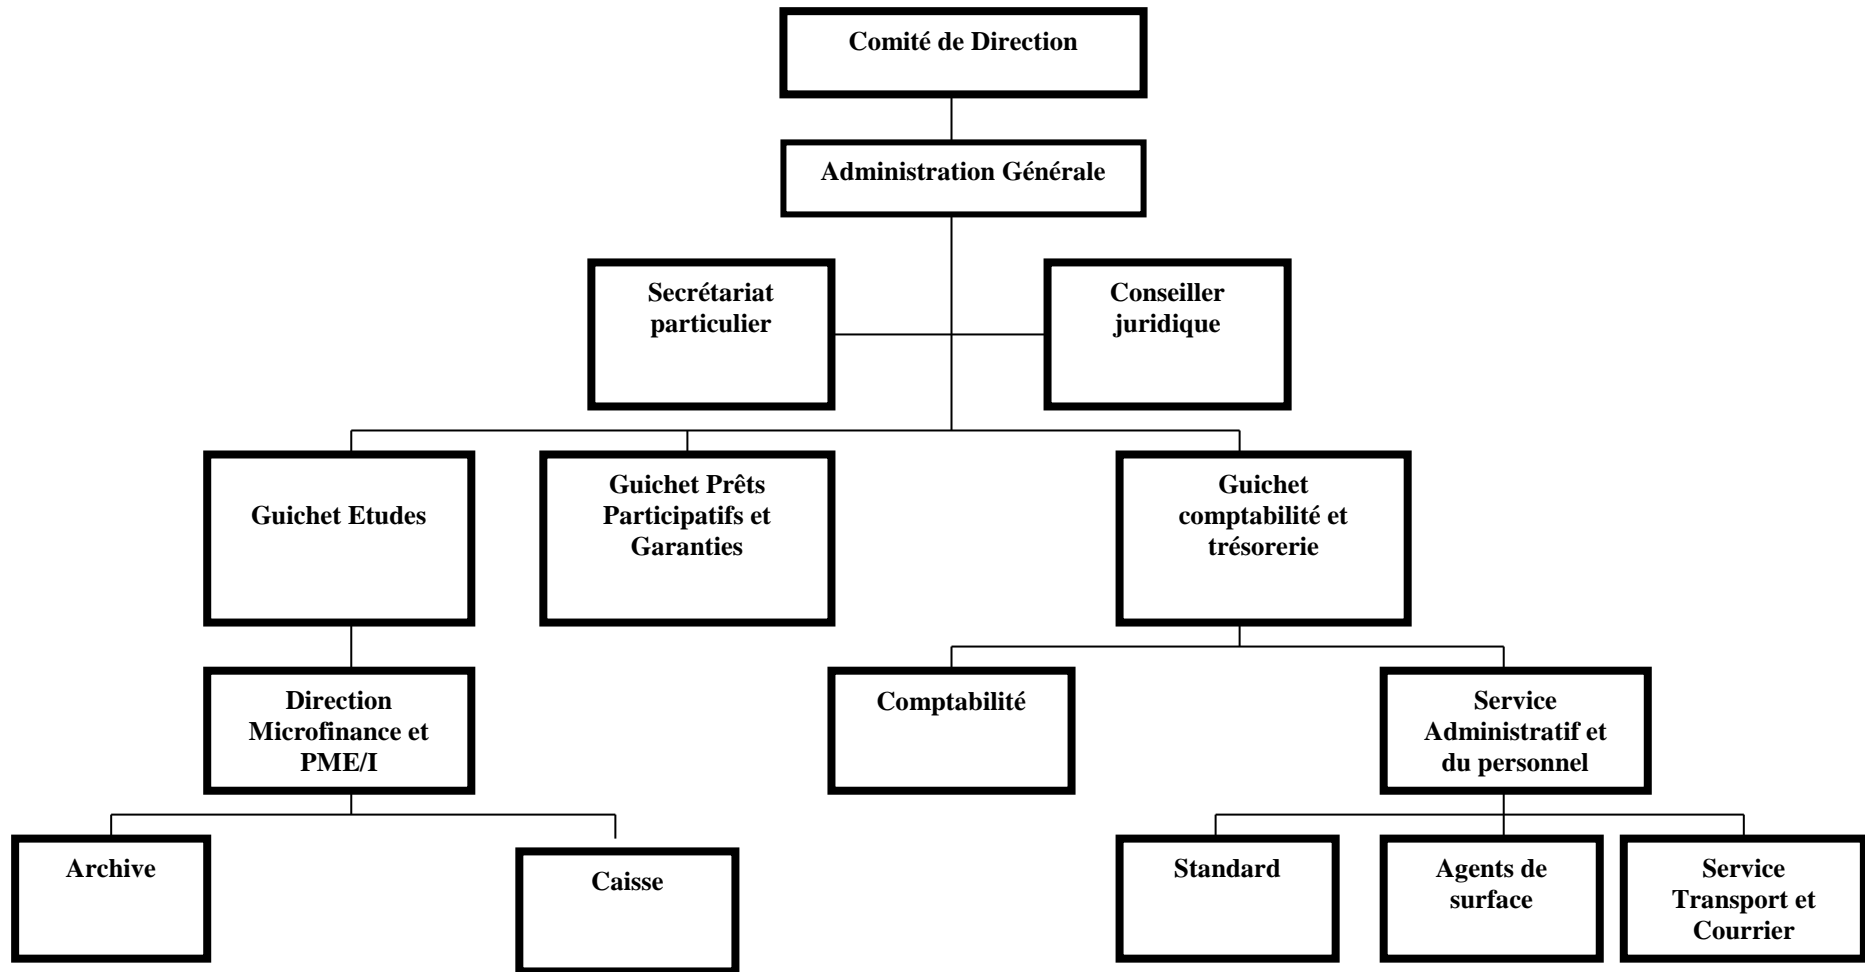 Comité de Direction
Administration Générale
Secrétariat
particulier
Conseiller
juridique
Guichet Etudes
Guichet Prêts
Participatifs et
Garanties
Guichet
comptabilité et
trésorerie
Direction
Microfinance et
PME/I
Comptabilité
Service
Administratif et
du personnel
Archive
Caisse
Standard
Agents de
surface
Service
Transport et
Courrier